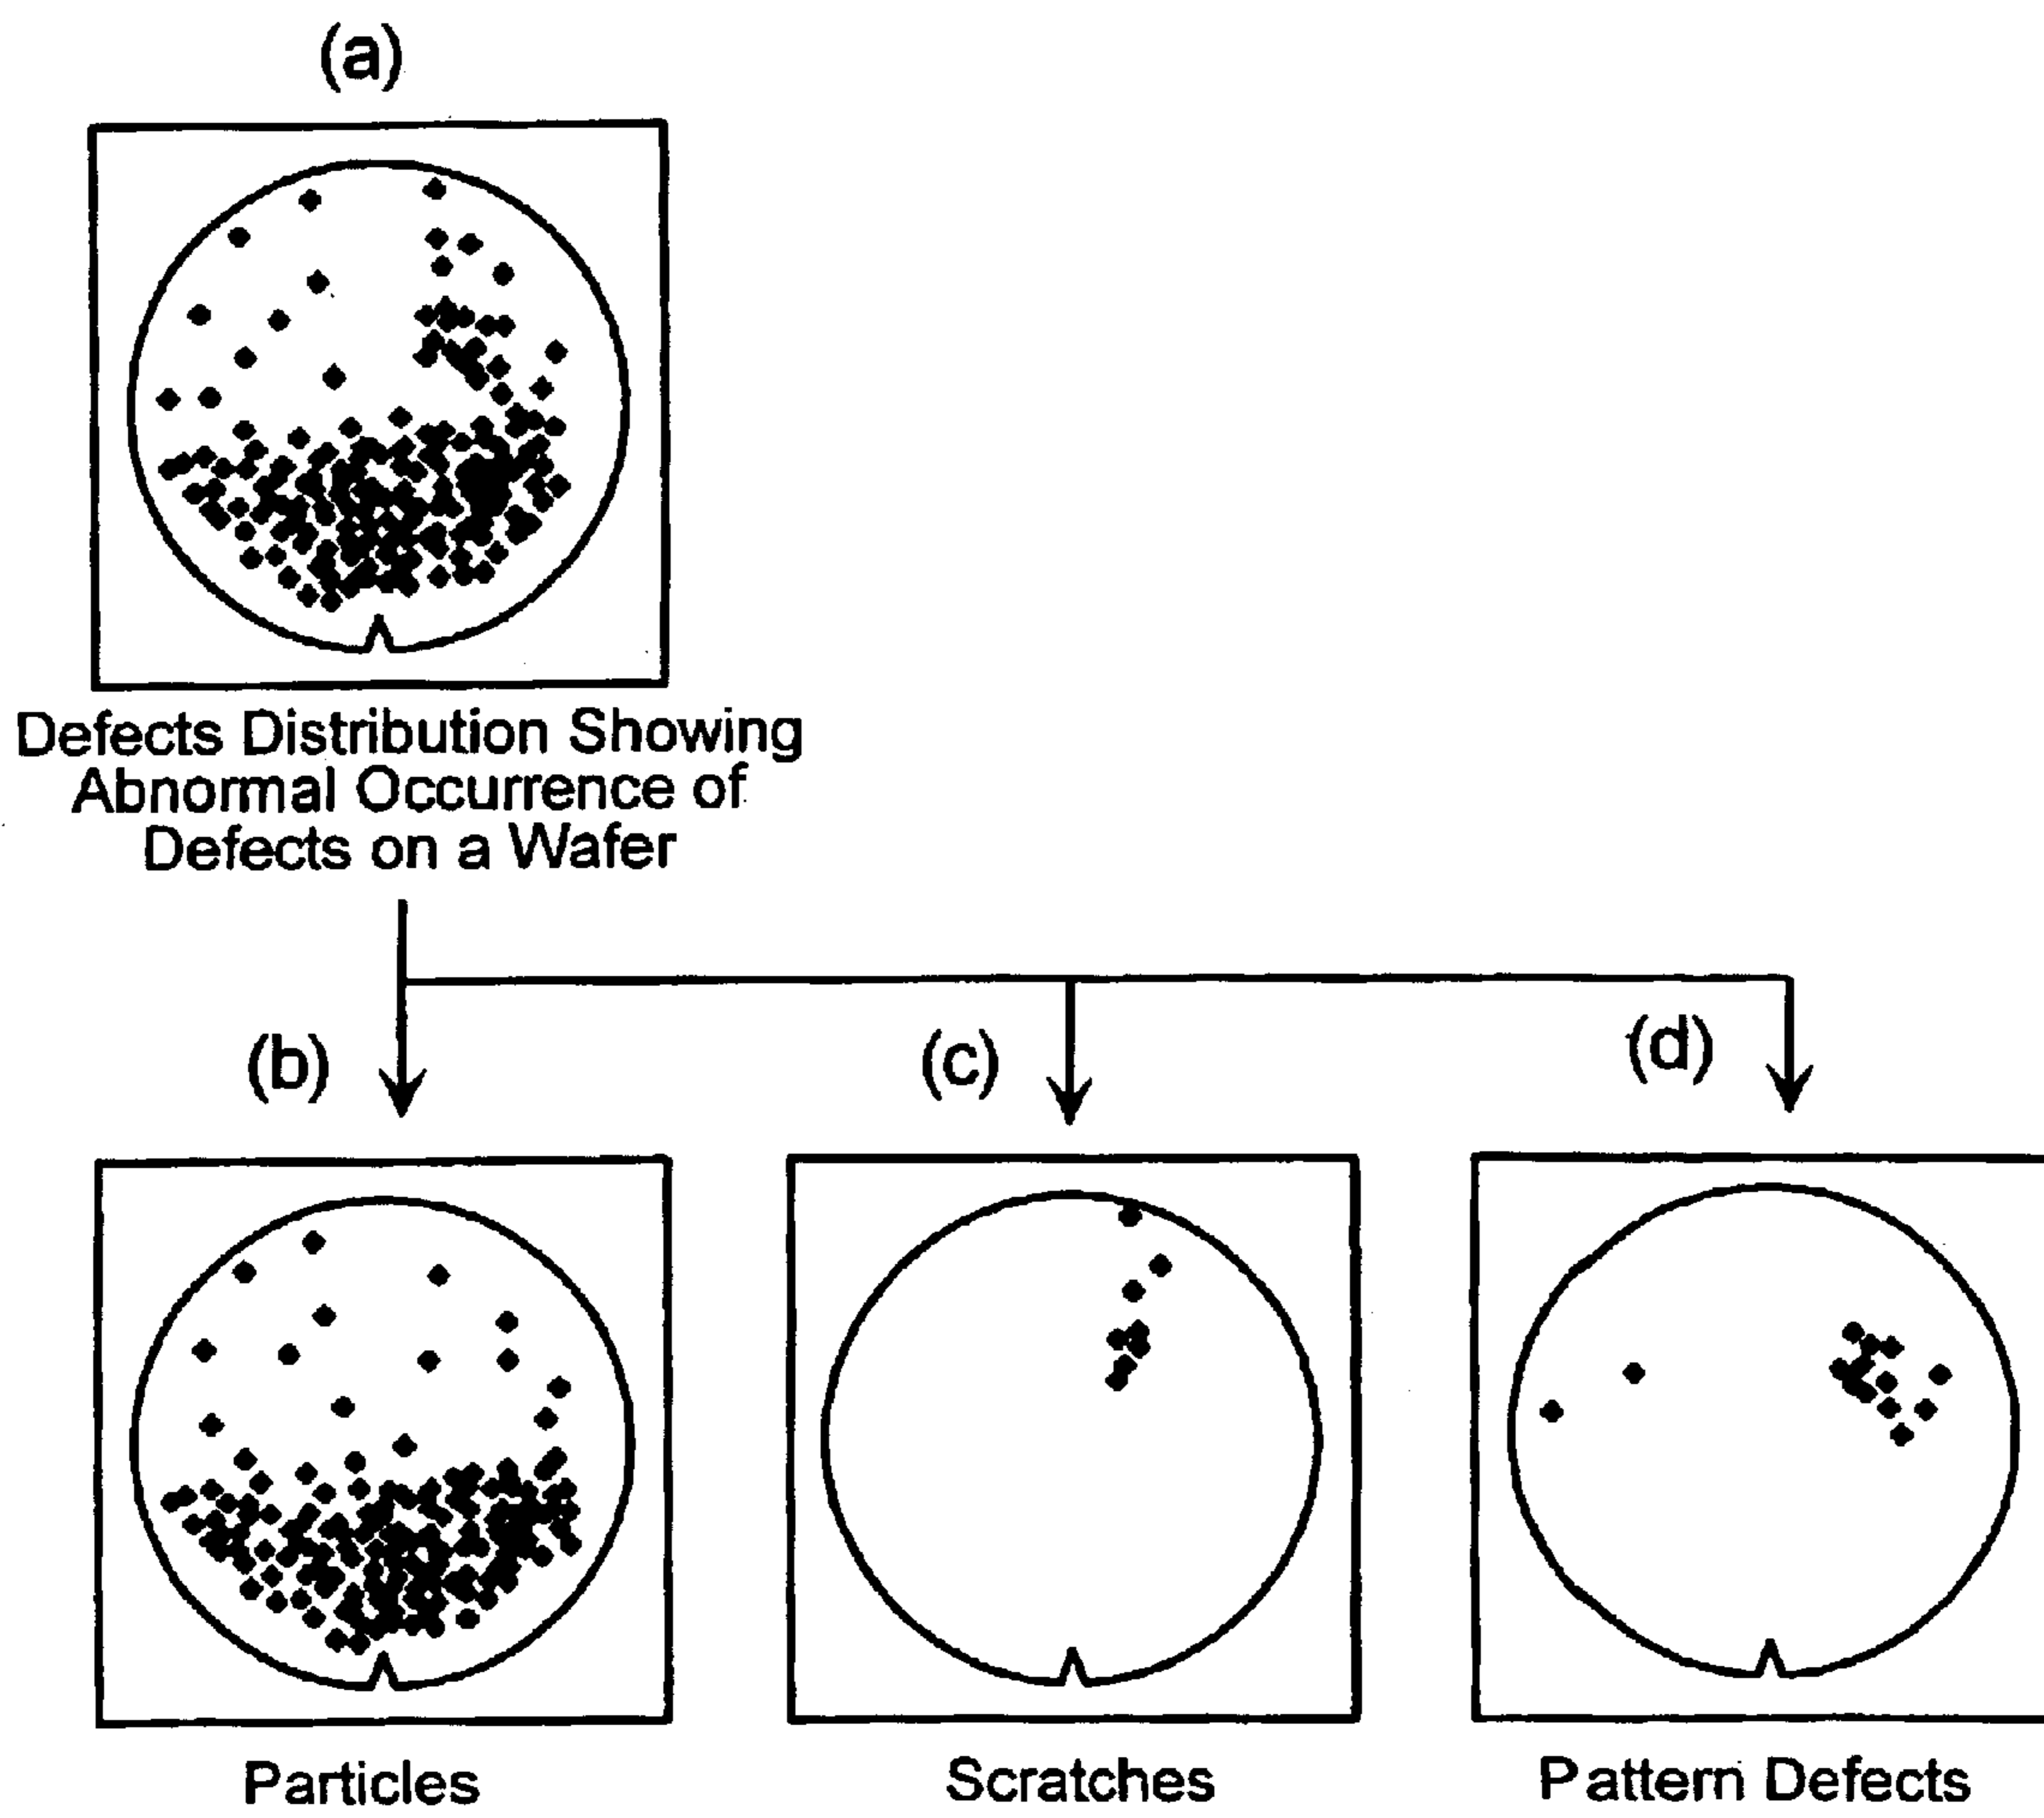 (a)
Defects Distribution Showing
Abnormal Occurrence of
Defects on a Wafer
(b)
(c)
(d)
Particles
Scratches
Pattern Defects